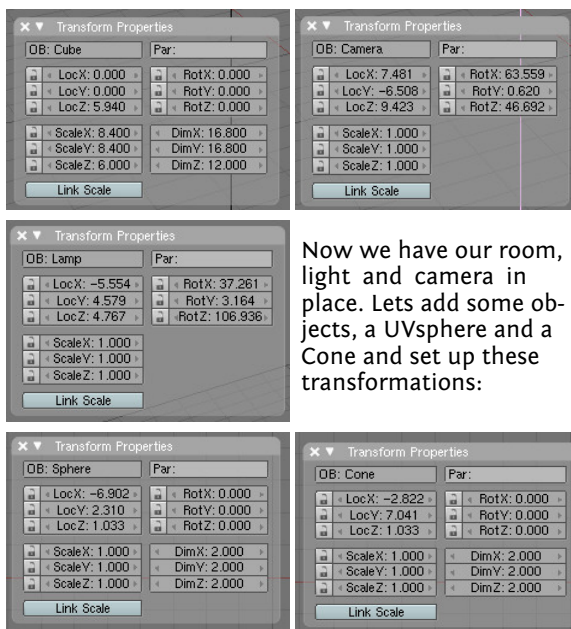 Transform Properties
OB: Cube Par:
LocX: 0.000 RotX: 0.000
LocY: 0.000 RotY: 0.000
LocZ: 5.940 RotZ: 0.000
ScaleX: 8.400 DimX: 16.800
ScaleY: 8.400 DimY: 16.800
ScaleZ: 6.000 DimZ: 12.000
Link Scale
Transform Properties
OB: Camera Par:
LocX: 7.481 RotX: 63.559
LocY: −6.508 RotY: 0.620
LocZ: 9.423 RotZ: 46.692
ScaleX: 1.000
ScaleY: 1.000
ScaleZ: 1.000
Link Scale
Transform Properties
OB: Lamp Par:
LocX: −5.554 RotX: 37.261
LocY: 4.579 RotY: 3.164
LocZ: 4.767 RotZ: 106.936
ScaleX: 1.000
ScaleY: 1.000
ScaleZ: 1.000
Link Scale
Now we have our room,
light and camera in
place. Lets add some ob-
jects, a UVsphere and a
Cone and set up these
transformations:
Transform Properties
OB: Sphere Par:
LocX: −6.902 RotX: 0.000
LocY: 2.310 RotY: 0.000
LocZ: 1.033 RotZ: 0.000
ScaleX: 1.000 DimX: 2.000
ScaleY: 1.000 DimY: 2.000
ScaleZ: 1.000 DimZ: 2.000
Link Scale
Transform Properties
OB: Cone Par:
LocX: −2.822 RotX: 0.000
LocY: 7.041 RotY: 0.000
LocZ: 1.033 RotZ: 0.000
ScaleX: 1.000 DimX: 2.000
ScaleY: 1.000 DimY: 2.000
ScaleZ: 1.000 DimZ: 2.000
Link Scale